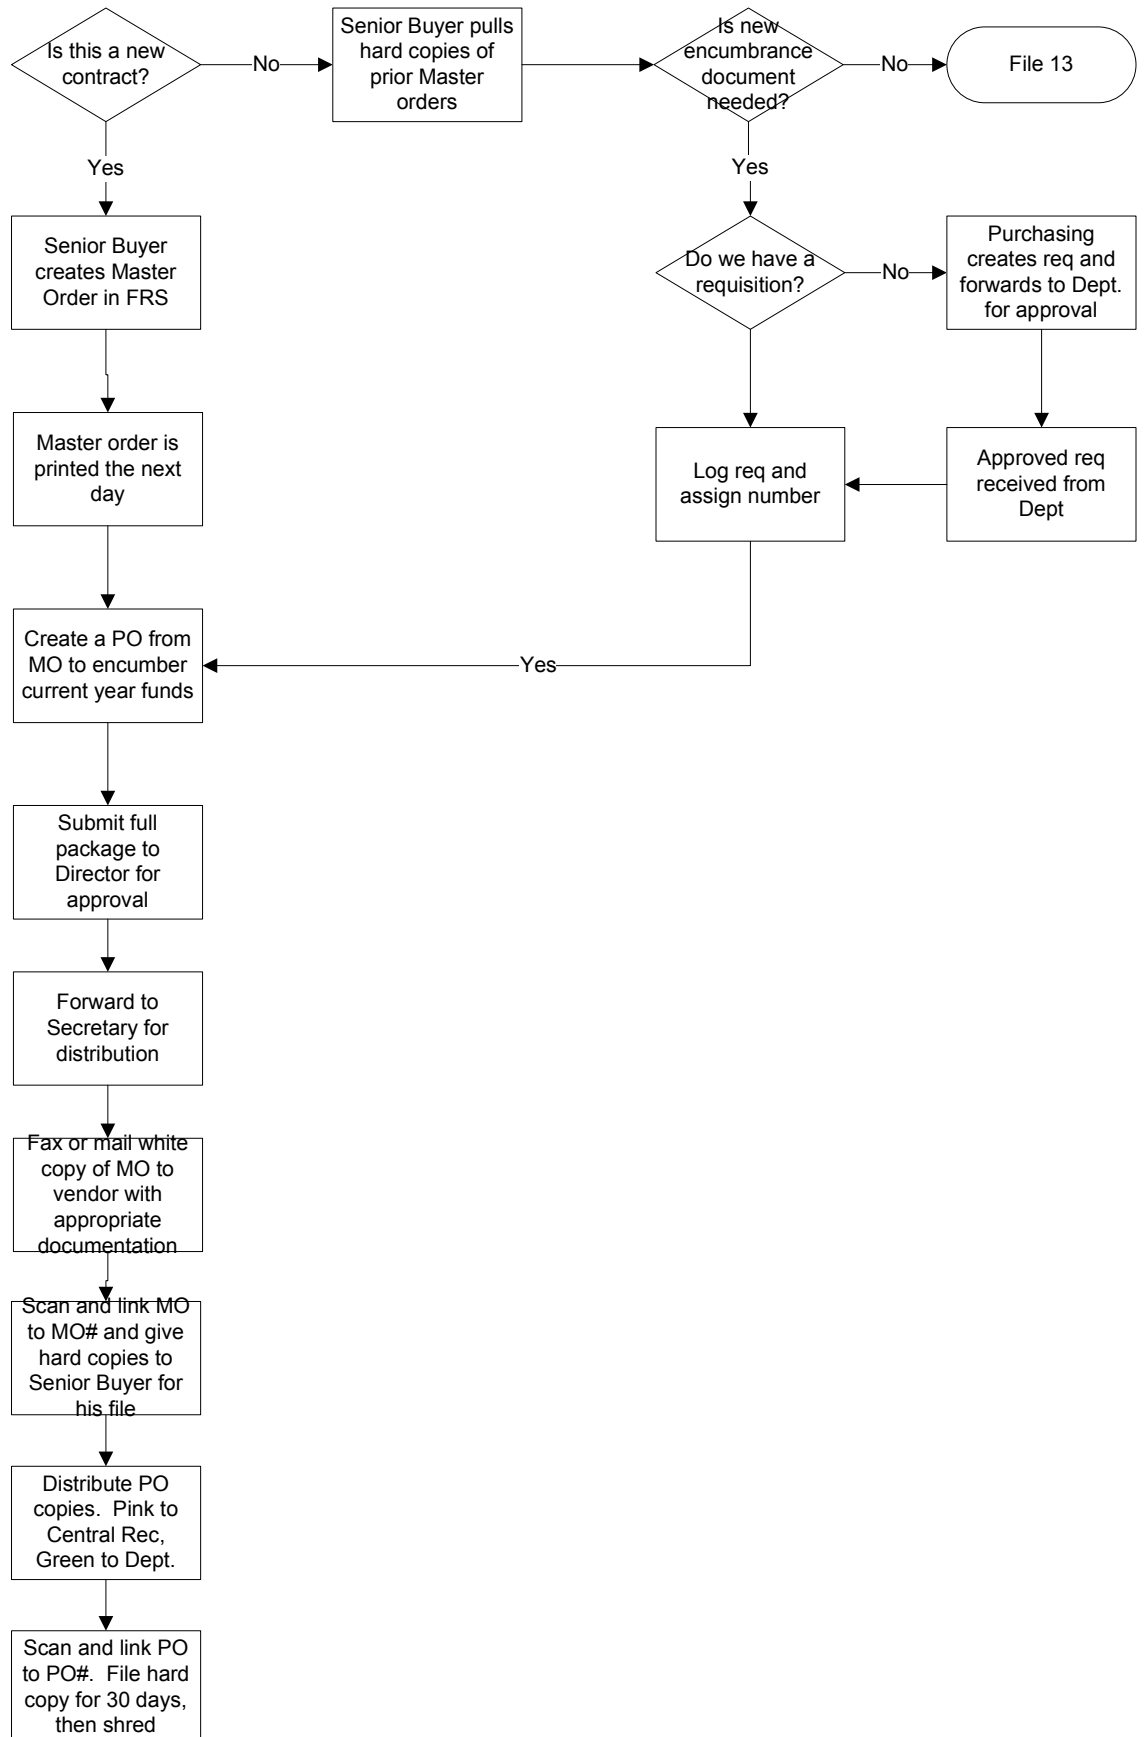 Is this a new
contract?
No
Senior Buyer pulls
hard copies of
prior Master
orders
Is new
encumbrance
document
needed?
No
File 13
Yes
Yes
Senior Buyer
creates Master
Order in FRS
Do we have a
requisition?
No
Purchasing
creates req and
forwards to Dept.
for approval
Master order is
printed the next
day
Log req and
assign number
Approved req
received from
Dept
Create a PO from
MO to encumber
current year funds
Yes
Submit full
package to
Director for
approval
Forward to
Secretary for
distribution
Fax or mail white
copy of MO to
vendor with
appropriate
documentation
Scan and link MO
to MO# and give
hard copies to
Senior Buyer for
his file
Distribute PO
copies.  Pink to
Central Rec,
Green to Dept.
Scan and link PO
to PO#.  File hard
copy for 30 days,
then shred